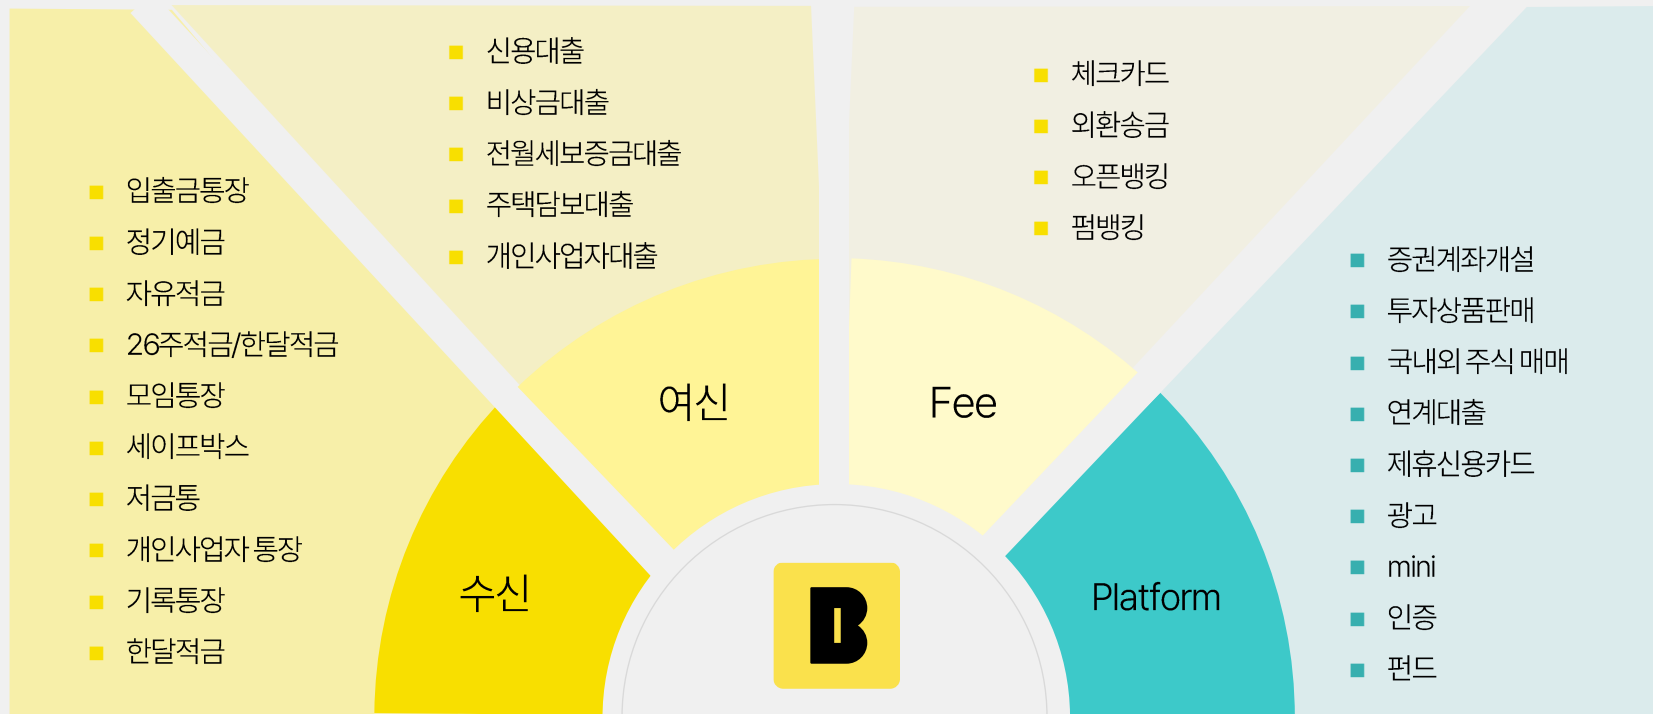 입출금통장
정기예금
자유적금
26주적금/한달적금
모임통장
세이프박스
저금통
개인사업자 통장
기록통장
한달적금
수신
신용대출
비상금대출
전월세보증금대출
주택담보대출
개인사업자대출
여신
체크카드
외환송금
오픈뱅킹
펌뱅킹
Fee
증권계좌개설
투자상품판매
국내외 주식 매매
연계대출
제휴신용카드
광고
mini
인증
펀드
Platform
B